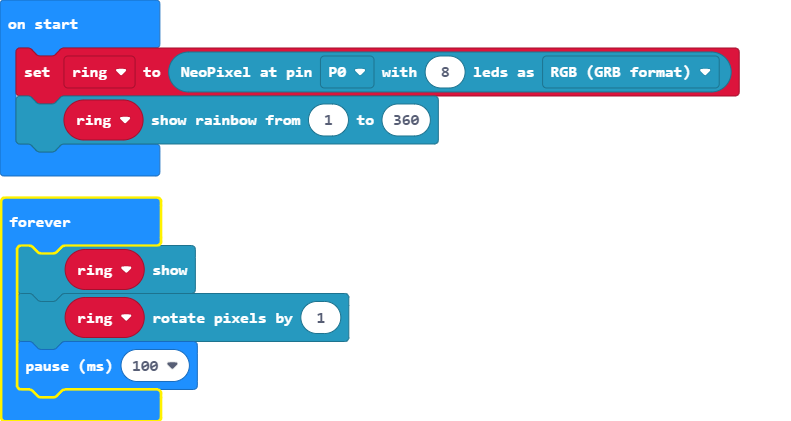 on start
set ring to NeoPixel at pin P0 with 8 leds as RGB (GRB format)
ring show rainbow from 1 to 360
forever
ring show
ring rotate pixels by 1
pause (ms) 100